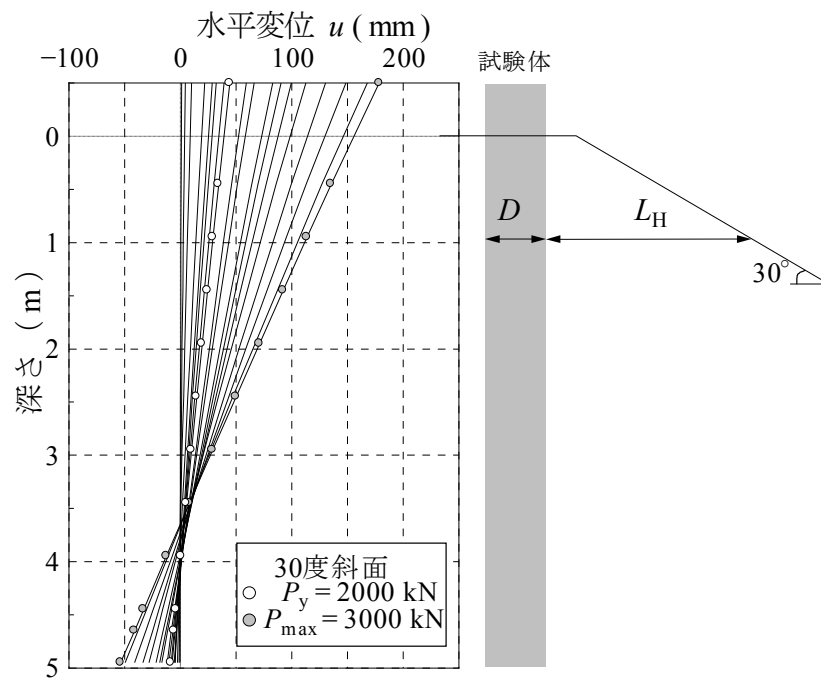 水平変位 u ( mm )
−100 0 100 200
試験体
0
1
2
3
4
5
深さ ( m )
D
L_H
30°
30度斜面
P_y = 2000 kN
P_max = 3000 kN